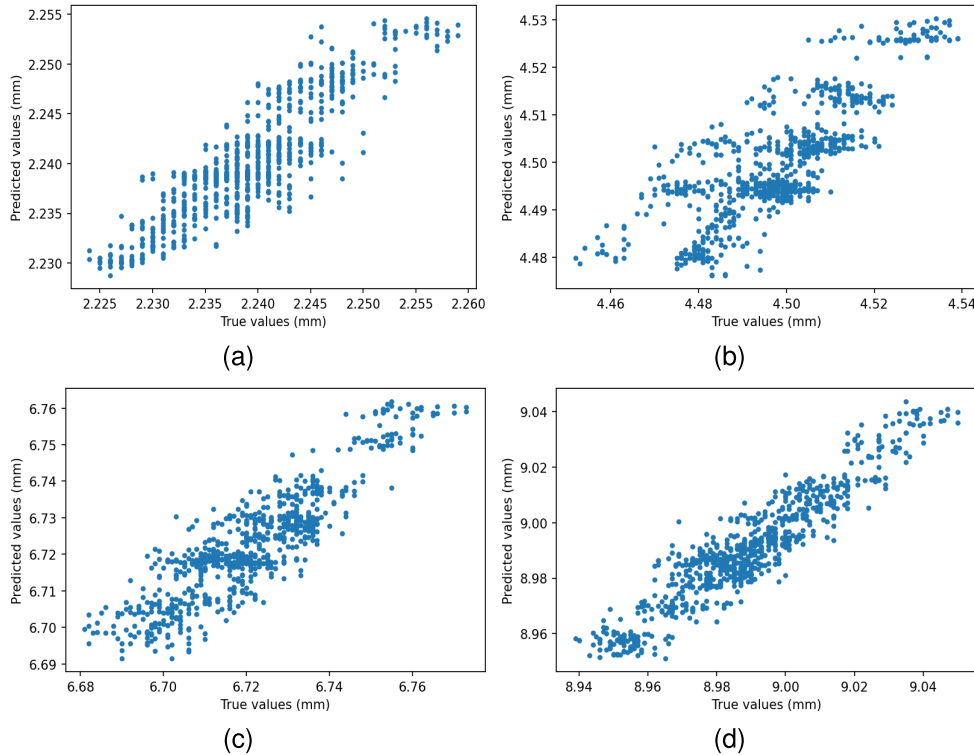 2.255
2.250
2.245
2.240
2.235
2.230
Predicted values (mm)
2.225 2.230 2.235 2.240 2.245 2.250 2.255 2.260
True values (mm)
(a)
4.53
4.52
4.51
4.50
4.49
4.48
Predicted values (mm)
4.46 4.48 4.50 4.52 4.54
True values (mm)
(b)
6.76
6.75
6.74
6.73
6.72
6.71
6.70
6.69
Predicted values (mm)
6.68 6.70 6.72 6.74 6.76
True values (mm)
(c)
9.04
9.02
9.00
8.98
8.96
Predicted values (mm)
8.94 8.96 8.98 9.00 9.02 9.04
True values (mm)
(d)